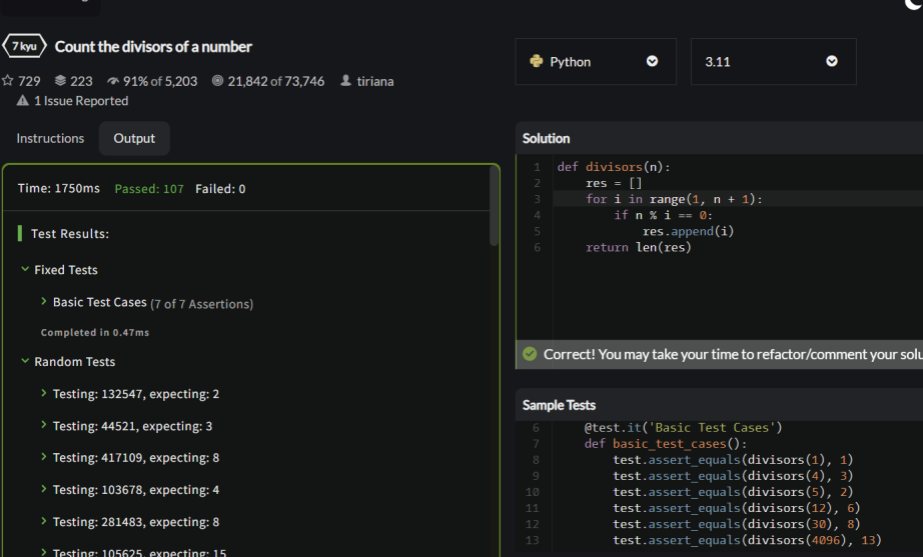 7 kyu Count the divisors of a number
729 223 91% of 5,203 21,842 of 73,746 tiriana
1 Issue Reported
Instructions Output
Time: 1750ms Passed: 107 Failed: 0
Test Results:
Fixed Tests
Basic Test Cases (7 of 7 Assertions)
Completed in 0.47ms
Random Tests
Testing: 132547, expecting: 2
Testing: 44521, expecting: 3
Testing: 417109, expecting: 8
Testing: 103678, expecting: 4
Testing: 281483, expecting: 8
Testing: 105625, expecting: 15
Python 3.11
Solution
1 def divisors(n):
2 res = []
3 for i in range(1, n + 1):
4 if n % i == 0:
5 res.append(i)
6 return len(res)
Correct! You may take your time to refactor/comment your solu
Sample Tests
6 @test.it('Basic Test Cases')
7 def basic_test_cases():
8 test.assert_equals(divisors(1), 1)
9 test.assert_equals(divisors(4), 3)
10 test.assert_equals(divisors(5), 2)
11 test.assert_equals(divisors(12), 6)
12 test.assert_equals(divisors(30), 8)
13 test.assert_equals(divisors(4096), 13)